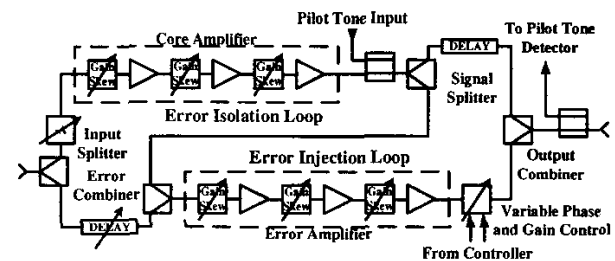 Pilot Tone Input
To Pilot Tone
Detector
Core Amplifier
DELAY
Gain
Skew
Gain
Skew
Gain
Skew
Signal
Splitter
Error Isolation Loop
Input
Splitter
Error Injection Loop
Error
Combiner
Output
Combiner
Gain
Skew
Gain
Skew
Gain
Skew
DELAY
Error Amplifier
Variable Phase
and Gain Control
From Controller